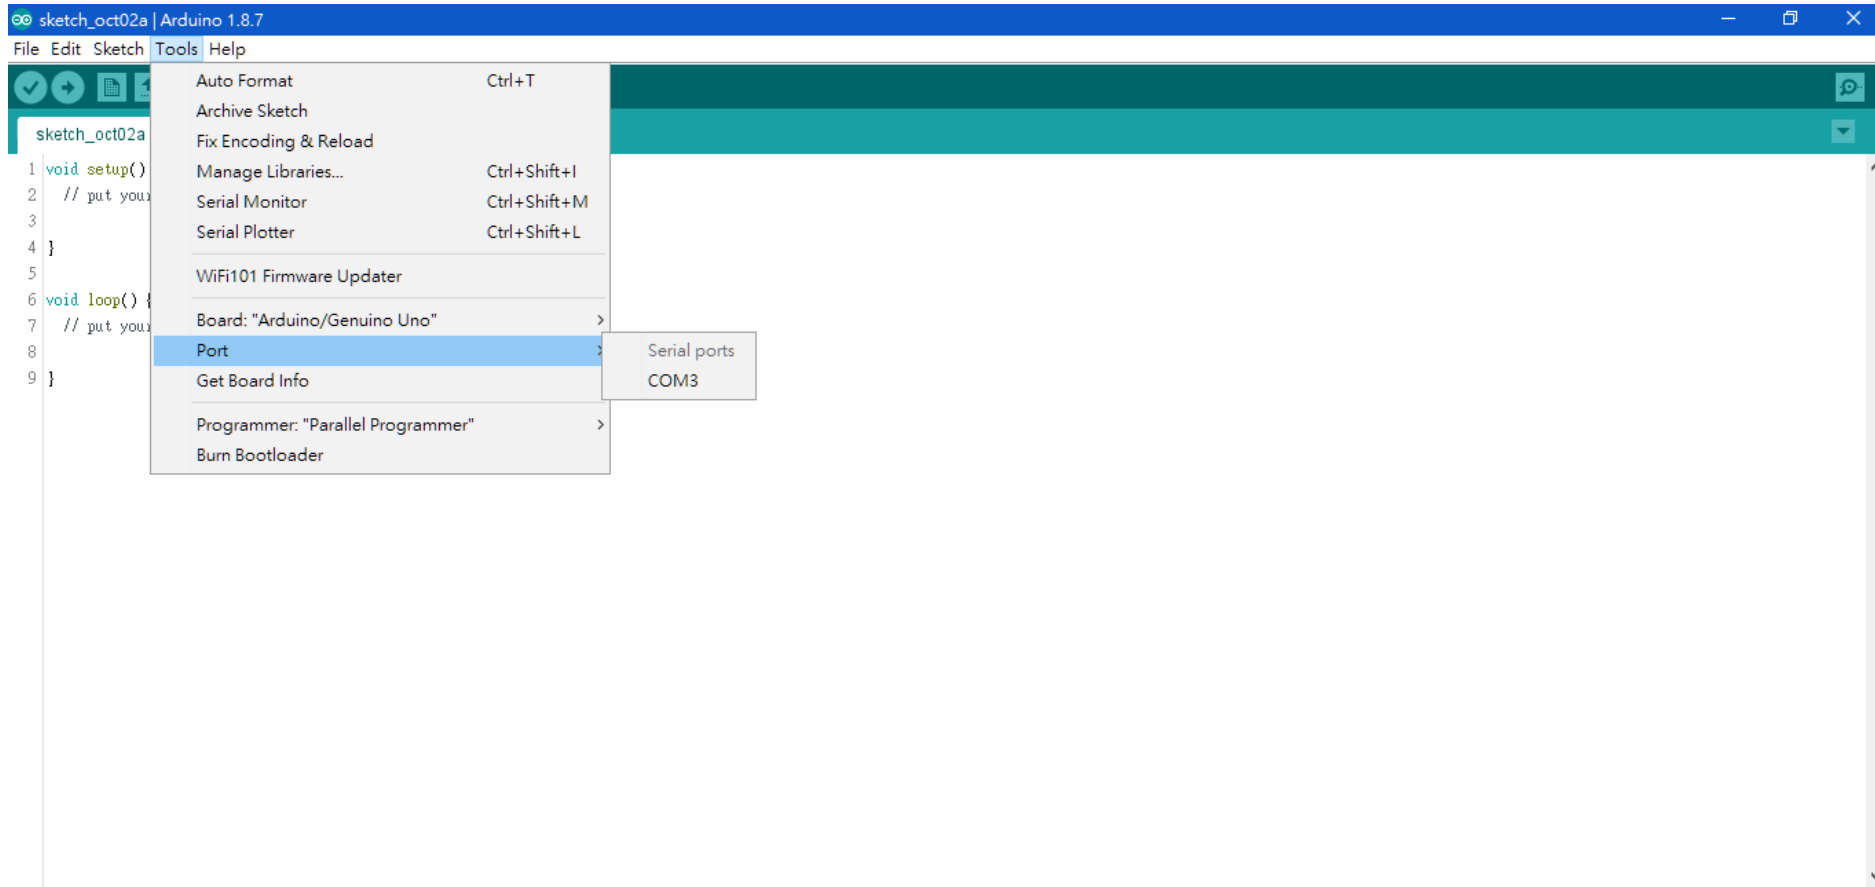 sketch_oct02a | Arduino 1.8.7
File Edit Sketch Tools Help
sketch_oct02a
Auto Format Ctrl+T
Archive Sketch
Fix Encoding & Reload
Manage Libraries... Ctrl+Shift+I
Serial Monitor Ctrl+Shift+M
Serial Plotter Ctrl+Shift+L
WiFi101 Firmware Updater
Board: "Arduino/Genuino Uno"
Port
Get Board Info
Programmer: "Parallel Programmer"
Burn Bootloader
Serial ports
COM3
1 void setup()
2 // put your
3
4 }
5
6 void loop() {
7 // put your
8
9 }